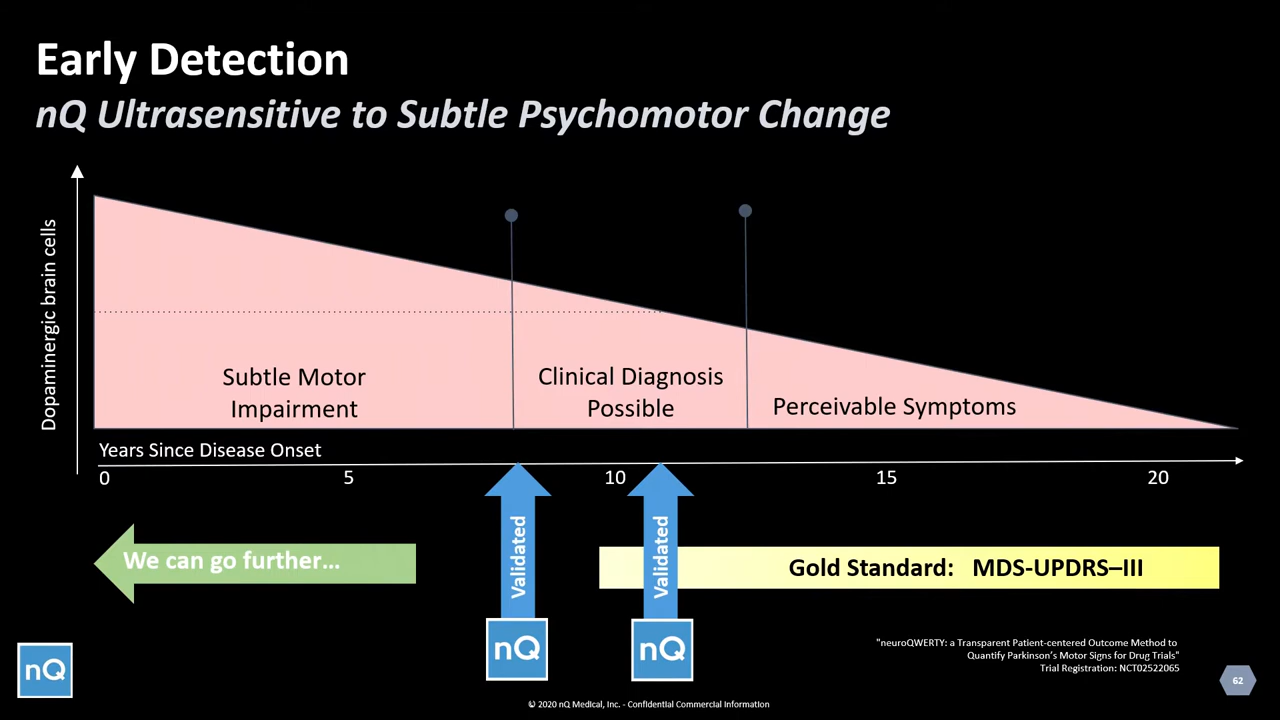 Early Detection
nQ Ultrasensitive to Subtle Psychomotor Change
Dopaminergic brain cells
Subtle Motor
Impairment
Clinical Diagnosis
Possible
Perceivable Symptoms
Years Since Disease Onset
0 5 10 15 20
We can go further...
Validated
Validated
Gold Standard: MDS-UPDRS–III
nQ
nQ
nQ
"neuroQWERTY: a Transparent Patient-centered Outcome Method to
Quantify Parkinson's Motor Signs for Drug Trials"
Trial Registration: NCT02522065
62
© 2020 nQ Medical, Inc. - Confidential Commercial Information